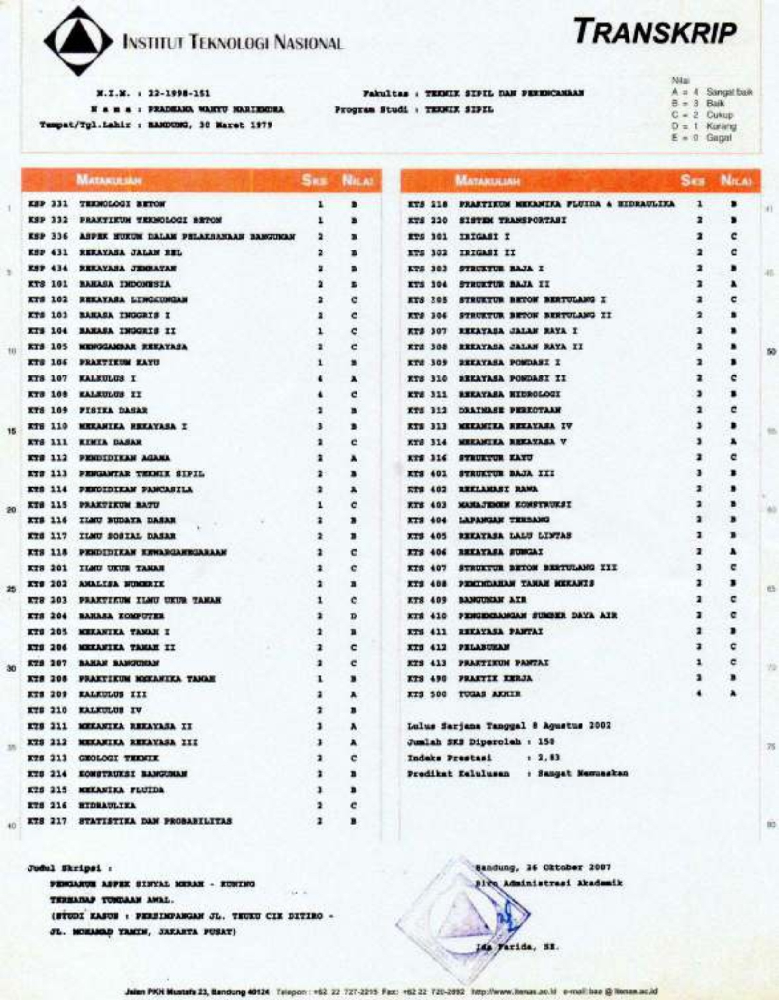 INSTITUT TEKNOLOGI NASIONAL
TRANSKRIP
N.I.M. : 22-1998-151
N a m a : PRADHANA WAHYU NARIENDRA
Tempat/Tgl.Lahir : BANDUNG, 30 Maret 1979
Fakultas : TEKNIK SIPIL DAN PERENCANAAN
Program Studi : TEKNIK SIPIL
Nilai
A = 4 Sangat baik
B = 3 Baik
C = 2 Cukup
D = 1 Kurang
E = 0 Gagal
MATAKULIAH SKS NILAI
1 KSP 331 TEKNOLOGI BETON 1 B
KSP 332 PRAKTIKUM TEKNOLOGI BETON 1 B
KSP 336 ASPEK HUKUM DALAM PELAKSANAAN BANGUNAN 2 B
KSP 431 REKAYASA JALAN REL 2 B
5 KSP 434 REKAYASA JEMBATAN 2 B
KTS 101 BAHASA INDONESIA 2 B
KTS 102 REKAYASA LINGKUNGAN 2 C
KTS 103 BAHASA INGGRIS I 2 C
KTS 104 BAHASA INGGRIS II 1 C
10 KTS 105 MENGGAMBAR REKAYASA 2 C
KTS 106 PRAKTIKUM KAYU 1 B
KTS 107 KALKULUS I 4 A
KTS 108 KALKULUS II 4 C
KTS 109 FISIKA DASAR B
15 KTS 110 MEKANIKA REKAYASA I 3 B
KTS 111 KIMIA DASAR 2 C
KTS 112 PENDIDIKAN AGAMA 2 A
KTS 113 PENGANTAR TEKNIK SIPIL 2 B
KTS 114 PENDIDIKAN PANCASILA 2 A
20 KTS 115 PRAKTIKUM BATU 1 C
KTS 116 ILMU BUDAYA DASAR 2 B
KTS 117 ILMU SOSIAL DASAR 2 B
KTS 118 PENDIDIKAN KEWARGANEGARAAN 2 C
KTS 201 ILMU UKUR TANAH 2 C
25 KTS 202 ANALISA NUMERIK 2 B
KTS 203 PRAKTIKUM ILMU UKUR TANAH 1 C
KTS 204 BAHASA KOMPUTER 2 D
KTS 205 MEKANIKA TANAH I 2 B
KTS 206 MEKANIKA TANAH II 2 C
30 KTS 207 BAHAN BANGUNAN 2 C
KTS 208 PRAKTIKUM MEKANIKA TANAH 1 B
KTS 209 KALKULUS III 2 A
KTS 210 KALKULUS IV 2 B
KTS 211 MEKANIKA REKAYASA II 3 A
35 KTS 212 MEKANIKA REKAYASA III 3 A
KTS 213 GEOLOGI TEKNIK 2 C
KTS 214 KONSTRUKSI BANGUNAN 2 B
KTS 215 MEKANIKA FLUIDA B
KTS 216 HIDRAULIKA 2 C
40 KTS 217 STATISTIKA DAN PROBABILITAS 2 B
MATAKULIAH SKS NILAI
KTS 218 PRAKTIKUM MEKANIKA FLUIDA & HIDRAULIKA 1 B 41
KTS 220 SISTEM TRANSPORTASI 2 B
KTS 301 IRIGASI I 2 C
KTS 302 IRIGASI II 2 C
KTS 303 STRUKTUR BAJA I 2 B 45
KTS 304 STRUKTUR BAJA II 2 A
KTS 305 STRUKTUR BETON BERTULANG I 2 C
KTS 306 STRUKTUR BETON BERTULANG II 2 B
KTS 307 REKAYASA JALAN RAYA I 2 B
KTS 308 REKAYASA JALAN RAYA II 2 B 50
KTS 309 REKAYASA PONDASI I 2 B
KTS 310 REKAYASA PONDASI II 2 C
KTS 311 REKAYASA HIDROLOGI 3 B
KTS 312 DRAINASE PERKOTAAN 2 C
KTS 313 MEKANIKA REKAYASA IV 3 B 55
KTS 314 MEKANIKA REKAYASA V 3 A
KTS 316 STRUKTUR KAYU 2 C
KTS 401 STRUKTUR BAJA III 3 B
KTS 402 REKLAMASI RAWA 2 B
KTS 403 MANAJEMEN KONSTRUKSI 2 B 60
KTS 404 LAPANGAN TERBANG 2 B
KTS 405 REKAYASA LALU LINTAS 2 B
KTS 406 REKAYASA SUNGAI 2 A
KTS 407 STRUKTUR BETON BERTULANG III 3 C
KTS 408 PEMINDAHAN TANAH MEKANIS 2 B 65
KTS 409 BANGUNAN AIR 2 C
KTS 410 PENGEMBANGAN SUMBER DAYA AIR 2 C
KTS 411 REKAYASA PANTAI 2 B
KTS 412 PELABUHAN 2 C
KTS 413 PRAKTIKUM PANTAI 1 C 70
KTS 490 PRAKTIK KERJA 2 B
KTS 500 TUGAS AKHIR 4 A
Lulus Sarjana Tanggal 8 Agustus 2002
Jumlah SKS Diperoleh : 150
Indeks Prestasi : 2,83 75
Predikat Kelulusan : Sangat Memuaskan
80
Judul Skripsi :
PENGARUH ASPEK SINYAL MERAH - KUNING
TERHADAP TUNDAAN AWAL.
(STUDI KASUS : PERSIMPANGAN JL. TEUKU CIK DITIRO -
JL. MOHAMAD YAMIN, JAKARTA PUSAT)
Bandung, 26 Oktober 2007
Biro Administrasi Akademik
Ida Farida, SE.
Jalan PKH Mustafa 23, Bandung 40124 Telepon : +62 22 727-2215 Fax: +62 22 720-2892 http://www.itenas.ac.id e-mail: baa @ itenas.ac.id